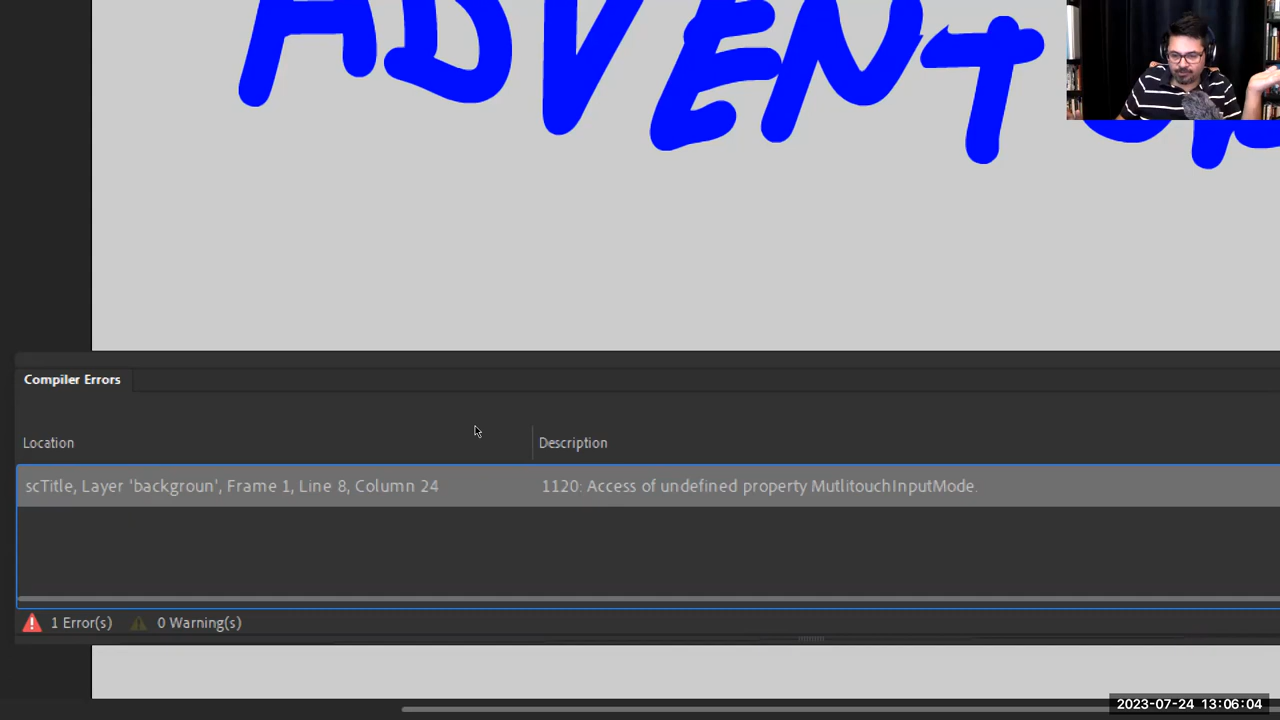 ADVENTUR
Compiler Errors
Location Description
scTitle, Layer 'backgroun', Frame 1, Line 8, Column 24 1120: Access of undefined property MutlitouchInputMode.
1 Error(s) 0 Warning(s)
2023-07-24 13:06:04